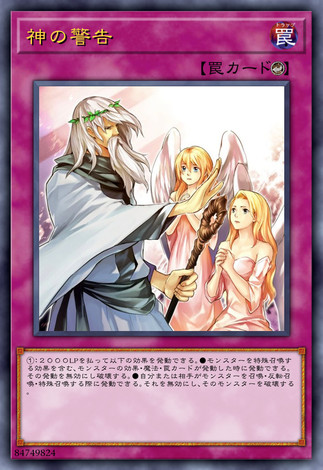 神の警告
トラップ
罠
【罠カード】
①:2000LPを払って以下の効果を発動できる。●モンスターを特殊召喚す
る効果を含む、モンスターの効果・魔法・罠カードが発動した時に発動できる。
その発動を無効にし破壊する。●自分または相手がモンスターを召喚・反転召
喚・特殊召喚する際に発動できる。それを無効にし、そのモンスターを破壊する
。
84749824